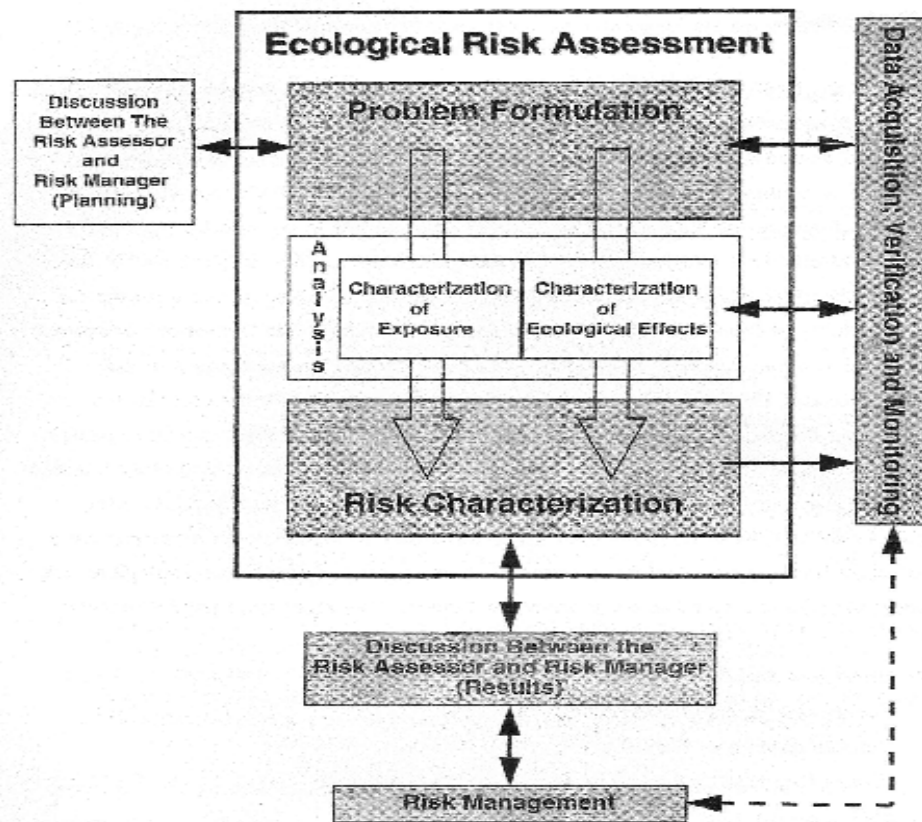 Ecological Risk Assessment
Discussion
Between The
Risk Assessor
and
Risk Manager
(Planning)
Problem Formulation
Analysis
Characterization
of
Exposure
Characterization
of
Ecological Effects
Risk Characterization
Data Acquisition; Verification and Monitoring
Discussion Between the
Risk Assessor and Risk Manager
(Results)
Risk Management